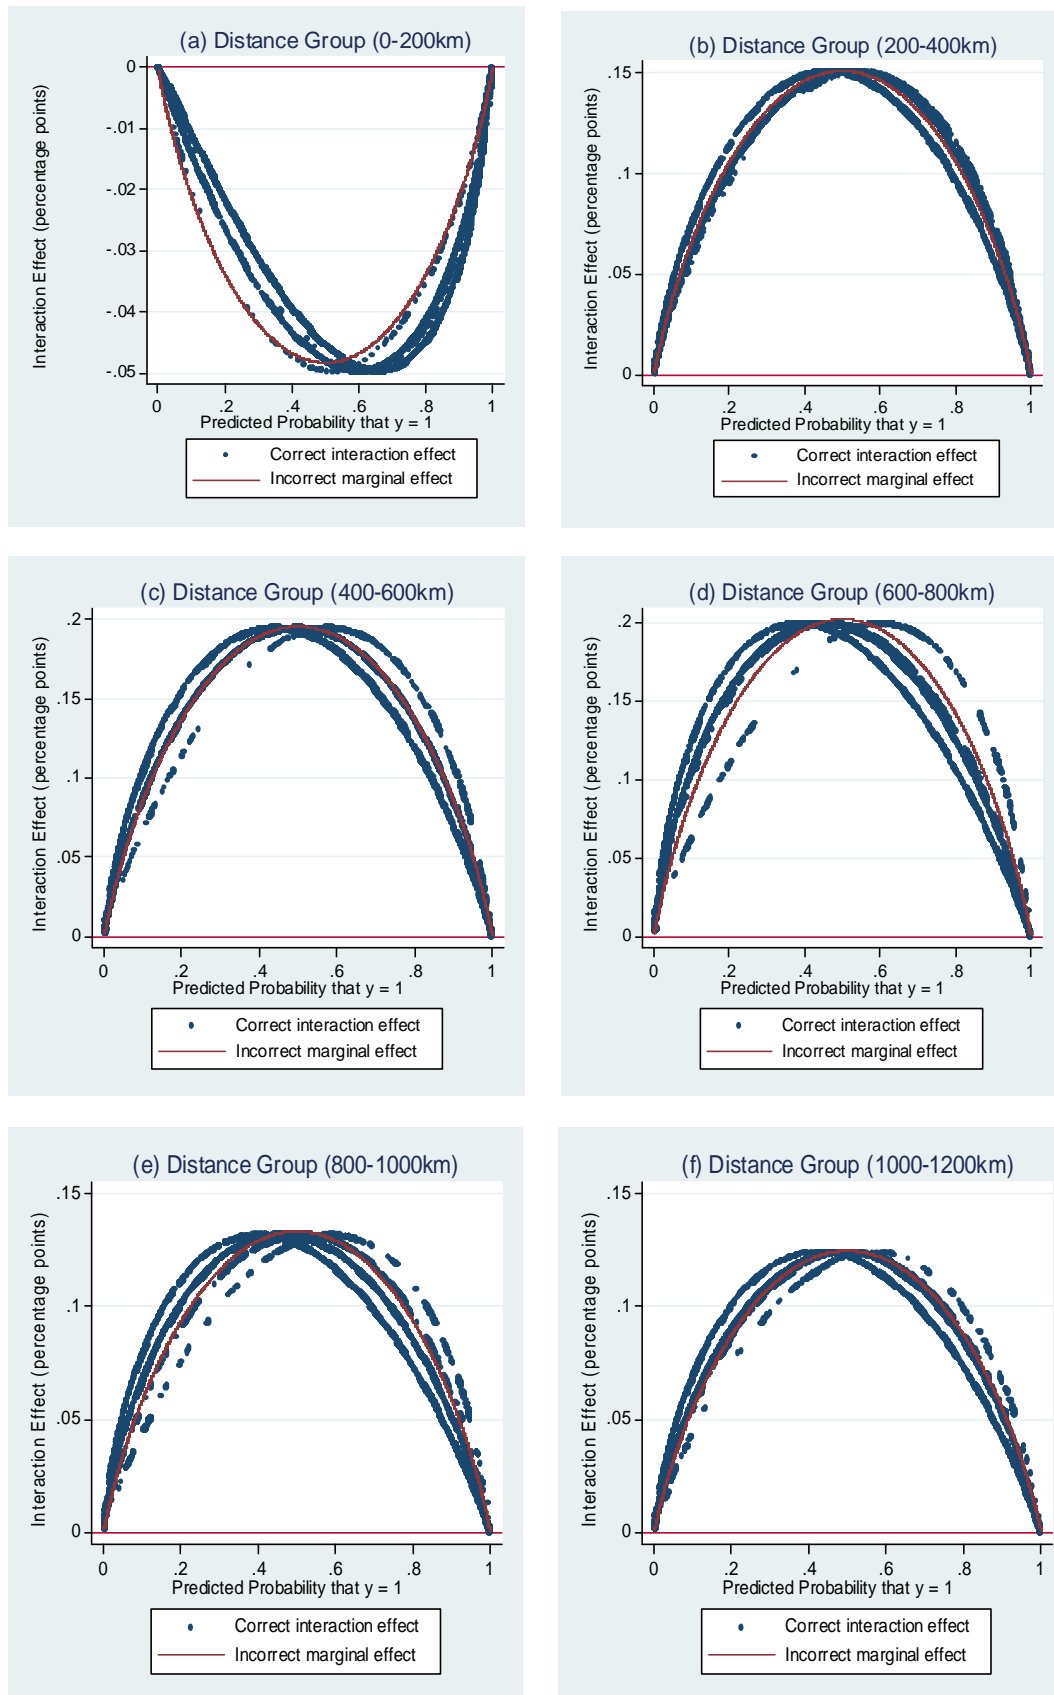 (a) Distance Group (0-200km)
Interaction Effect (percentage points)
0
-.01
-.02
-.03
-.04
-.05
0 .2 .4 .6 .8 1
Predicted Probability that y = 1
Correct interaction effect
Incorrect marginal effect
(b) Distance Group (200-400km)
Interaction Effect (percentage points)
.15
.1
.05
0
0 .2 .4 .6 .8 1
Predicted Probability that y = 1
Correct interaction effect
Incorrect marginal effect
(c) Distance Group (400-600km)
Interaction Effect (percentage points)
.2
.15
.1
.05
0
0 .2 .4 .6 .8 1
Predicted Probability that y = 1
Correct interaction effect
Incorrect marginal effect
(d) Distance Group (600-800km)
Interaction Effect (percentage points)
.2
.15
.1
.05
0
0 .2 .4 .6 .8 1
Predicted Probability that y = 1
Correct interaction effect
Incorrect marginal effect
(e) Distance Group (800-1000km)
Interaction Effect (percentage points)
.15
.1
.05
0
0 .2 .4 .6 .8 1
Predicted Probability that y = 1
Correct interaction effect
Incorrect marginal effect
(f) Distance Group (1000-1200km)
Interaction Effect (percentage points)
.15
.1
.05
0
0 .2 .4 .6 .8 1
Predicted Probability that y = 1
Correct interaction effect
Incorrect marginal effect